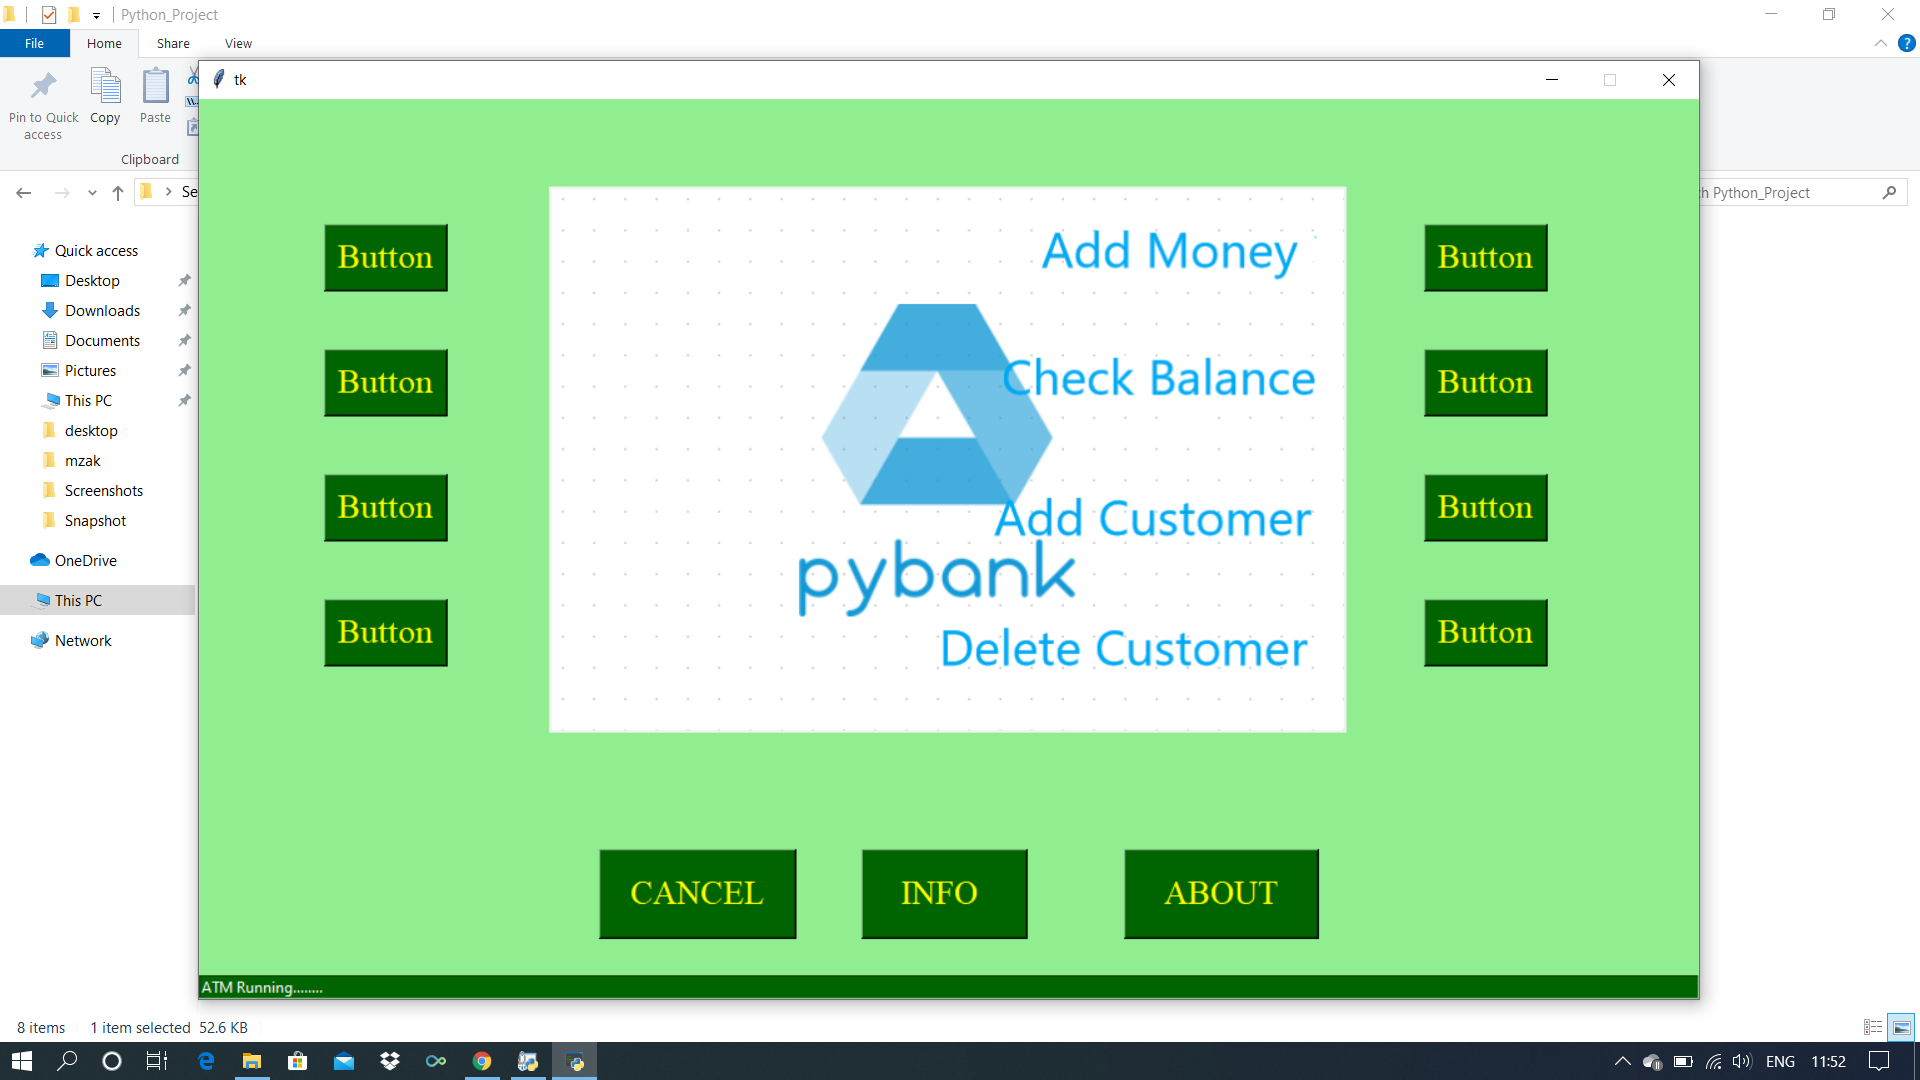 Python_Project
File Home Share View
tk
Pin to Quick access
Copy
Paste
Clipboard
Se
h Python_Project
Quick access
Desktop
Downloads
Documents
Pictures
This PC
desktop
mzak
Screenshots
Snapshot
OneDrive
This PC
Network
Button
Button
Button
Button
Add Money
Check Balance
Add Customer
pybank
Delete Customer
Button
Button
Button
Button
CANCEL INFO ABOUT
ATM Running........
8 items 1 item selected 52.6 KB
ENG 11:52